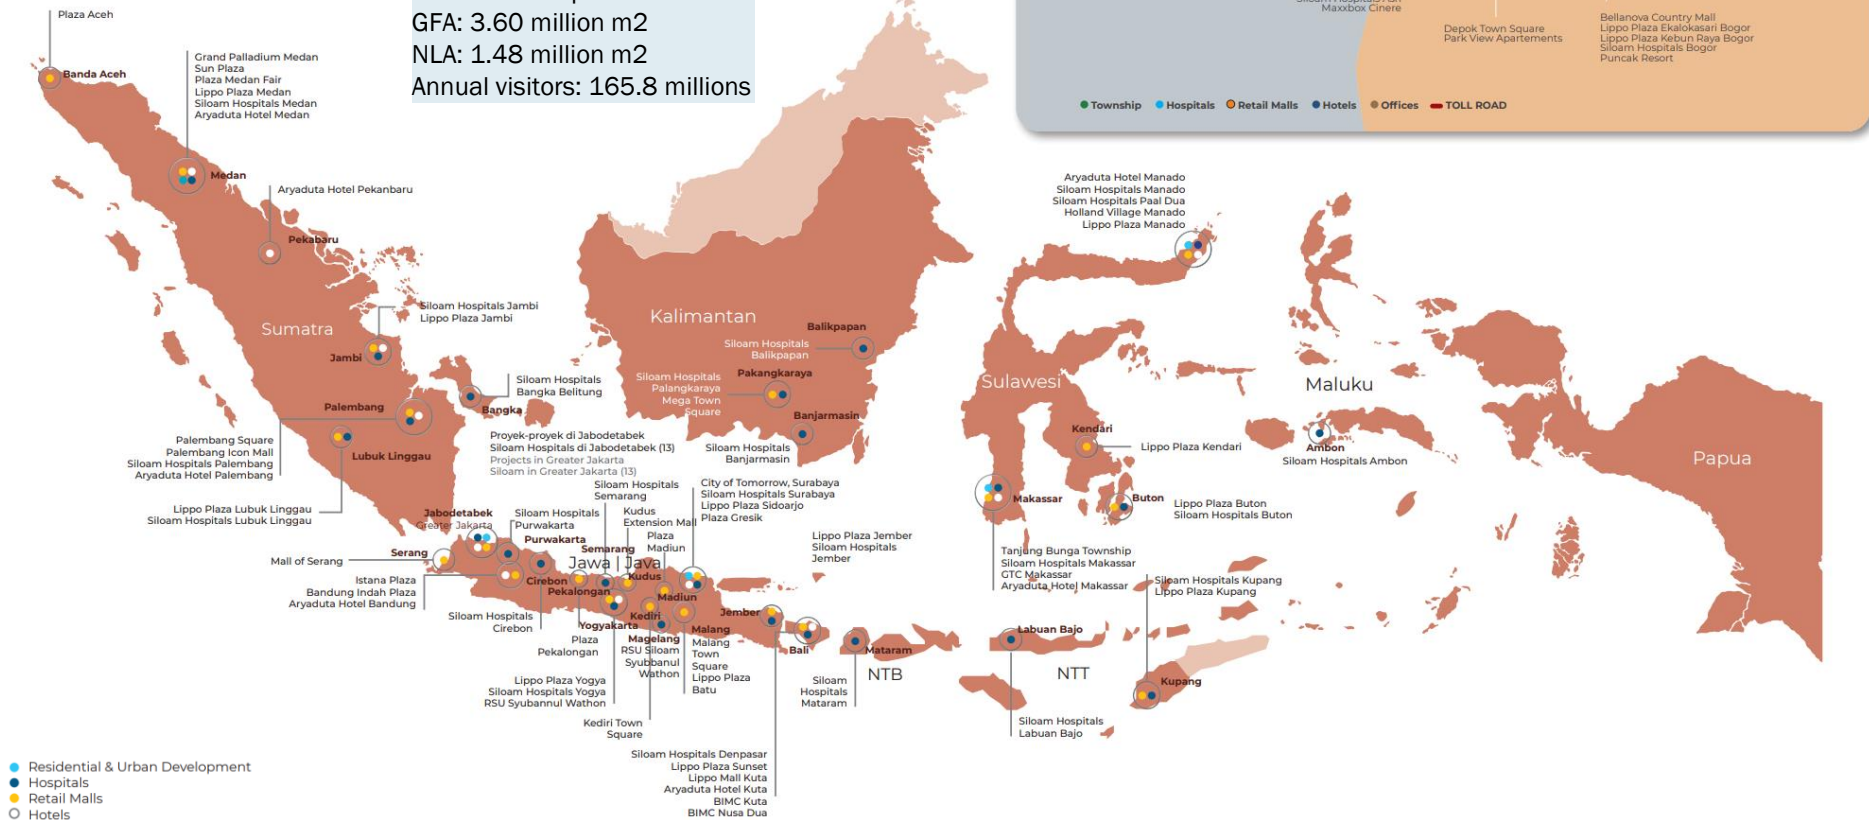 Plaza Aceh
Banda Aceh
GFA: 3.60 million m2
NLA: 1.48 million m2
Annual visitors: 165.8 millions
Maxxbox Cinere
Depok Town Square
Park View Apartements
Bellanova Country Mall
Lippo Plaza Ekalokasari Bogor
Lippo Plaza Kebun Raya Bogor
Siloam Hospitals Bogor
Puncak Resort
Township
Hospitals
Retail Malls
Hotels
Offices
TOLL ROAD
Grand Palladium Medan
Sun Plaza
Plaza Medan Fair
Lippo Plaza Medan
Siloam Hospitals Medan
Aryaduta Hotel Medan
Medan
Aryaduta Hotel Pekanbaru
Pekabaru
Sumatra
Siloam Hospitals Jambi
Lippo Plaza Jambi
Jambi
Siloam Hospitals
Bangka Belitung
Bangka
Palembang
Palembang Square
Palembang Icon Mall
Siloam Hospitals Palembang
Aryaduta Hotel Palembang
Lubuk Linggau
Lippo Plaza Lubuk Linggau
Siloam Hospitals Lubuk Linggau
Kalimantan
Balikpapan
Siloam Hospitals
Balikpapan
Pakangkaraya
Siloam Hospitals
Palangkaraya
Mega Town
Square
Banjarmasin
Siloam Hospitals
Banjarmasin
Aryaduta Hotel Manado
Siloam Hospitals Manado
Siloam Hospitals Paal Dua
Holland Village Manado
Lippo Plaza Manado
Sulawesi
Kendari
Lippo Plaza Kendari
Makassar
Buton
Lippo Plaza Buton
Siloam Hospitals Buton
Tanjung Bunga Township
Siloam Hospitals Makassar
GTC Makassar
Aryaduta Hotel Makassar
Maluku
Ambon
Siloam Hospitals Ambon
Papua
Proyek-proyek di Jabodetabek
Siloam Hospitals di Jabodetabek (13)
Projects in Greater Jakarta
Siloam in Greater Jakarta (13)
Jabodetabek
Greater Jakarta
Serang
Mall of Serang
Istana Plaza
Bandung Indah Plaza
Aryaduta Hotel Bandung
Siloam Hospitals
Purwakarta
Purwakarta
Cirebon
Siloam Hospitals
Cirebon
Jawa | Java
Siloam Hospitals
Semarang
Semarang
Kudus
Extension Mall
Kudus
Plaza
Madiun
Madiun
Pekalongan
Plaza
Pekalongan
Yogyakarta
Lippo Plaza Yogya
Siloam Hospitals Yogya
RSU Syubannul Wathon
Kediri
Kediri Town
Square
Magelang
RSU Siloam
Syubbanul
Wathon
Malang
Malang
Town
Square
Lippo Plaza
Batu
City of Tomorrow, Surabaya
Siloam Hospitals Surabaya
Lippo Plaza Sidoarjo
Plaza Gresik
Lippo Plaza Jember
Siloam Hospitals
Jember
Jember
Bali
Siloam Hospitals Denpasar
Lippo Plaza Sunset
Lippo Mall Kuta
Aryaduta Hotel Kuta
BIMC Kuta
BIMC Nusa Dua
Mataram
Siloam
Hospitals
Mataram
NTB
Labuan Bajo
Siloam Hospitals
Labuan Bajo
NTT
Siloam Hospitals Kupang
Lippo Plaza Kupang
Kupang
Residential & Urban Development
Hospitals
Retail Malls
Hotels